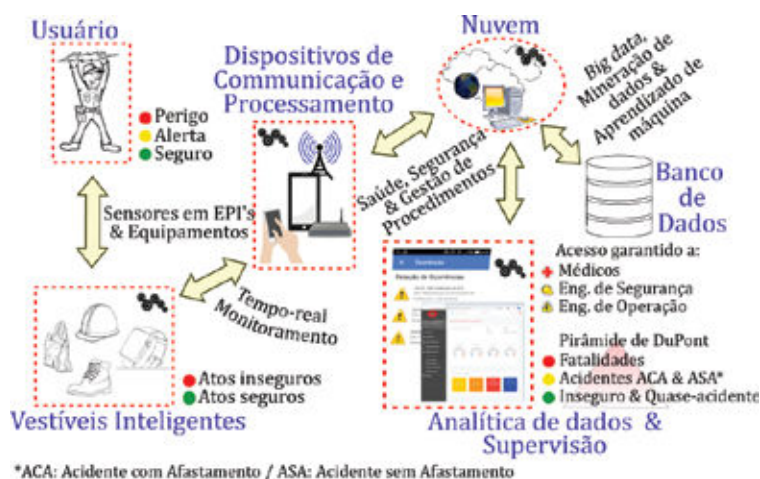 Usuário
Perigo
Alerta
Seguro
Dispositivos de
Communicação e
Processamento
Nuvem
Big data,
Mineração de
dados &
Aprendizado de
máquina
Sensores em EPI's
& Equipamentos
Saúde, Segurança
& Gestão de
Procedimentos
Banco
de
Dados
Tempo-real
Monitoramento
Acesso garantido a:
Médicos
Eng. de Segurança
Eng. de Operação
Atos inseguros
Atos seguros
Pirâmide de DuPont
Fatalidades
Acidentes ACA & ASA*
Inseguro & Quase-acidente
Vestíveis Inteligentes
Analítica de dados &
Supervisão
*ACA: Acidente com Afastamento / ASA: Acidente sem Afastamento